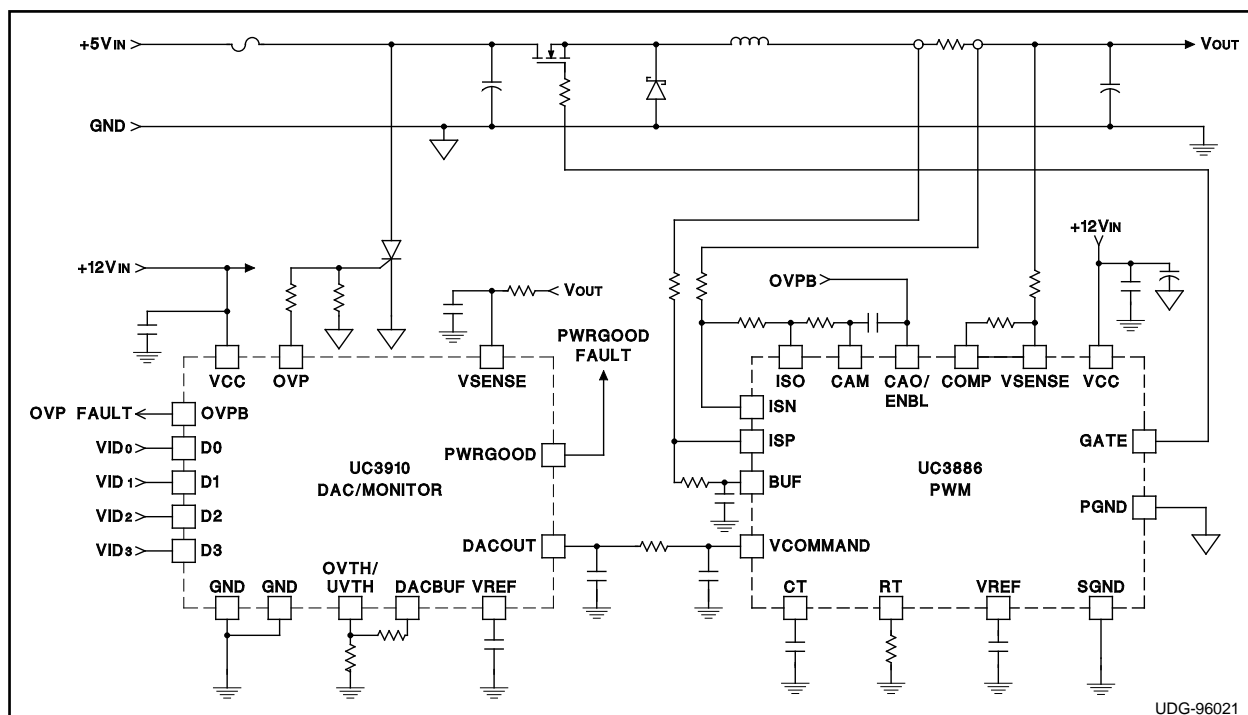 +5VIN
VOUT
GND
+12VIN
+12VIN
OVPB
VOUT
PWRGOOD
FAULT
VCC
OVP
VSENSE
ISO
CAM
CAO/
ENBL
COMP
VSENSE
VCC
OVP FAULT
OVPB
ISN
VID0
D0
PWRGOOD
ISP
GATE
VID1
D1
UC3910
DAC/MONITOR
BUF
UC3886
PWM
VID2
D2
PGND
VID3
D3
DACOUT
VCOMMAND
GND
GND
OVTH/
UVTH
DACBUF
VREF
CT
RT
VREF
SGND
UDG-96021